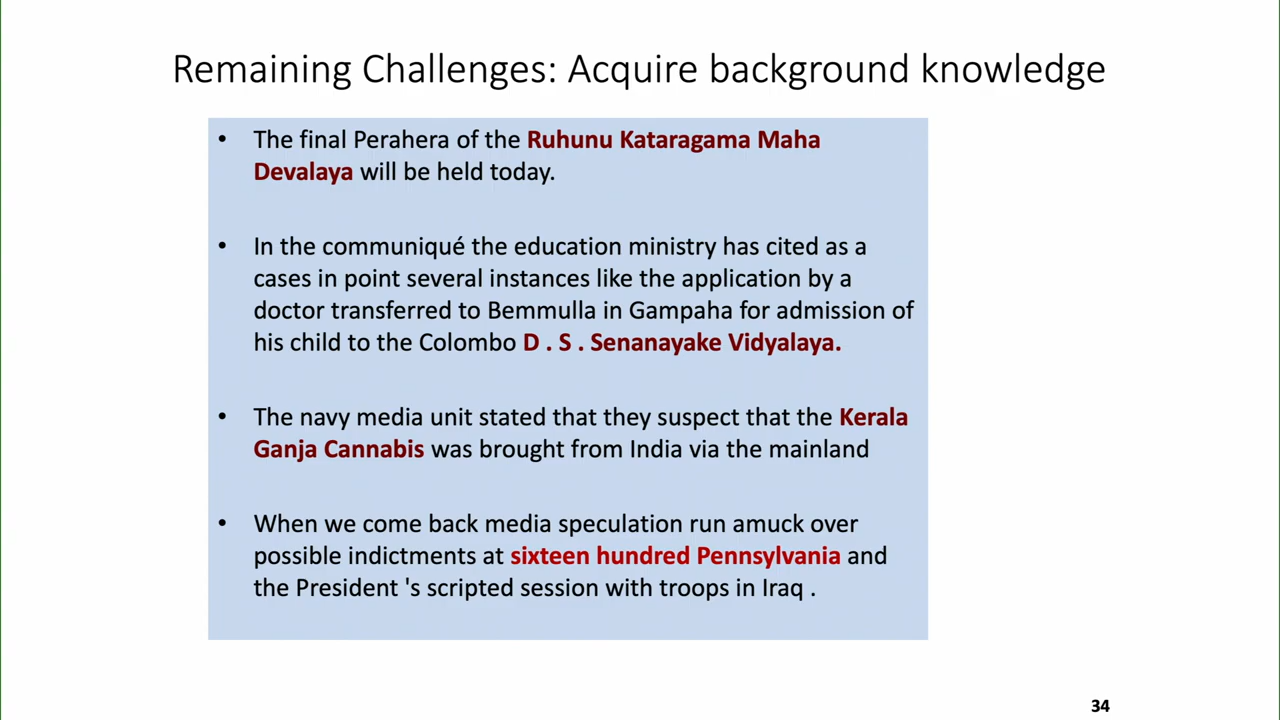 Remaining Challenges: Acquire background knowledge
• The final Perahera of the Ruhunu Kataragama Maha
Devalaya will be held today.
• In the communiqué the education ministry has cited as a
cases in point several instances like the application by a
doctor transferred to Bemmulla in Gampaha for admission of
his child to the Colombo D . S . Senanayake Vidyalaya.
• The navy media unit stated that they suspect that the Kerala
Ganja Cannabis was brought from India via the mainland
• When we come back media speculation run amuck over
possible indictments at sixteen hundred Pennsylvania and
the President 's scripted session with troops in Iraq .
34